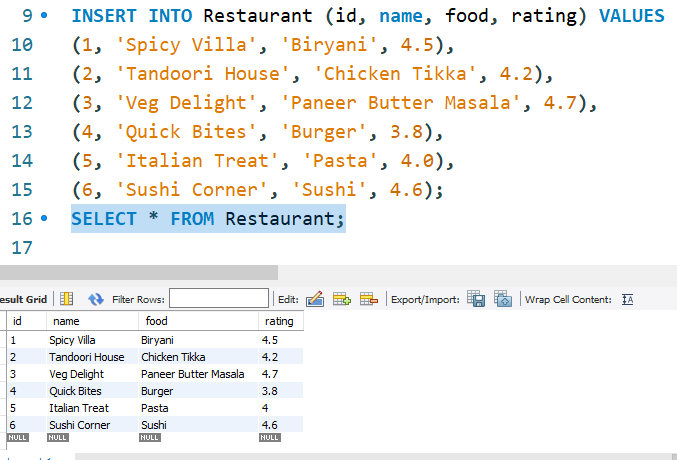 9 INSERT INTO Restaurant (id, name, food, rating) VALUES
10 (1, 'Spicy Villa', 'Biryani', 4.5),
11 (2, 'Tandoori House', 'Chicken Tikka', 4.2),
12 (3, 'Veg Delight', 'Paneer Butter Masala', 4.7),
13 (4, 'Quick Bites', 'Burger', 3.8),
14 (5, 'Italian Treat', 'Pasta', 4.0),
15 (6, 'Sushi Corner', 'Sushi', 4.6);
16 SELECT * FROM Restaurant;
17
esult Grid Filter Rows: Edit: Export/Import: Wrap Cell Content: IA
id name food rating
1 Spicy Villa Biryani 4.5
2 Tandoori House Chicken Tikka 4.2
3 Veg Delight Paneer Butter Masala 4.7
4 Quick Bites Burger 3.8
5 Italian Treat Pasta 4
6 Sushi Corner Sushi 4.6
NULL NULL NULL NULL